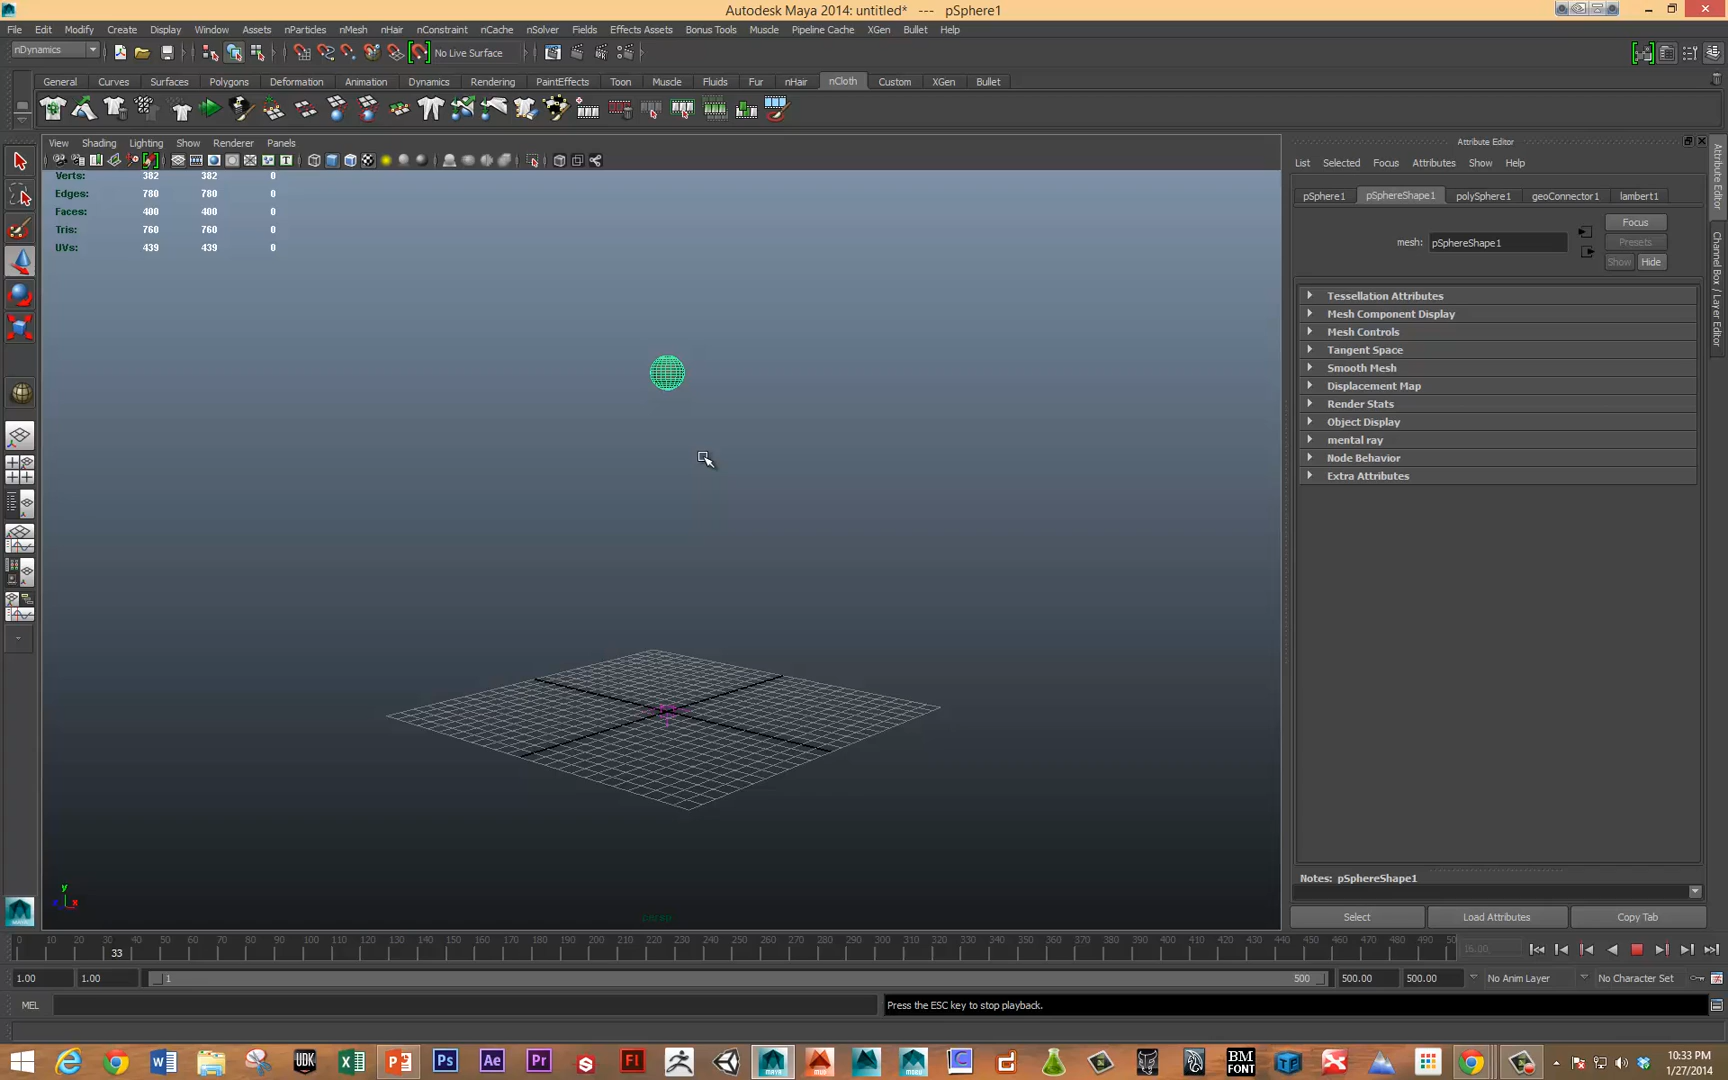 Autodesk Maya 2014: untitled* --- pSphere1
File Edit Modify Create Display Window Assets nParticles nMesh nHair nConstraint nCache nSolver Fields Effects Assets Bonus Tools Muscle Pipeline Cache XGen Bullet Help
nDynamics No Live Surface
General Curves Surfaces Polygons Deformation Animation Dynamics Rendering PaintEffects Toon Muscle Fluids Fur nHair nCloth Custom XGen Bullet
View Shading Lighting Show Renderer Panels
Attribute Editor
List Selected Focus Attributes Show Help
Verts: 382 382 0
Edges: 780 780 0
Faces: 400 400 0
Tris: 760 760 0
UVs: 439 439 0
pSphere1 pSphereShape1 polySphere1 geoConnector1 lambert1
Focus
mesh: pSphereShape1 Presets
Show Hide
Tessellation Attributes
Mesh Component Display
Mesh Controls
Tangent Space
Smooth Mesh
Displacement Map
Render Stats
Object Display
mental ray
Node Behavior
Extra Attributes
Attribute Editor
Channel Box / Layer Editor
y
x
Notes: pSphereShape1
Select Load Attributes Copy Tab
0 10 20 30 40 50 60 70 80 90 100 110 120 130 140 150 160 170 180 190 200 210 220 230 240 250 260 270 280 290 300 310 320 330 340 350 360 370 380 390 400 410 420 430 440 450 460 470 480 490 50
33
1.00 1.00 1 500 500.00 500.00 No Anim Layer No Character Set
MEL Press the ESC key to stop playback.
UDK Ps Ae Pr Fl BM FONT
10:33 PM
1/27/2014